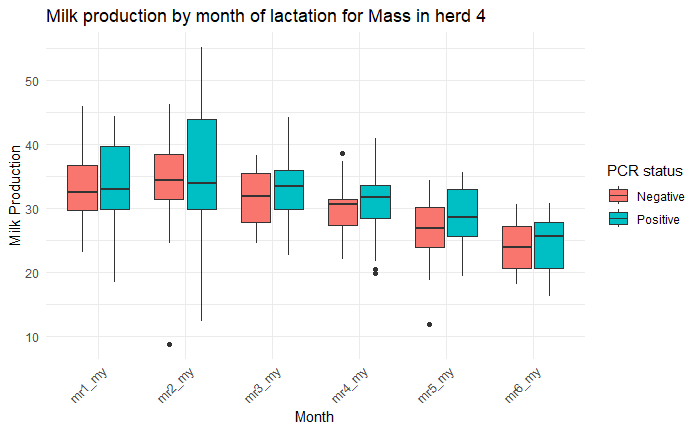 Milk production by month of lactation for Mass in herd 4
Milk Production
50
40
30
20
10
mr1_my
mr2_my
mr3_my
mr4_my
mr5_my
mr6_my
Month
PCR status
Negative
Positive